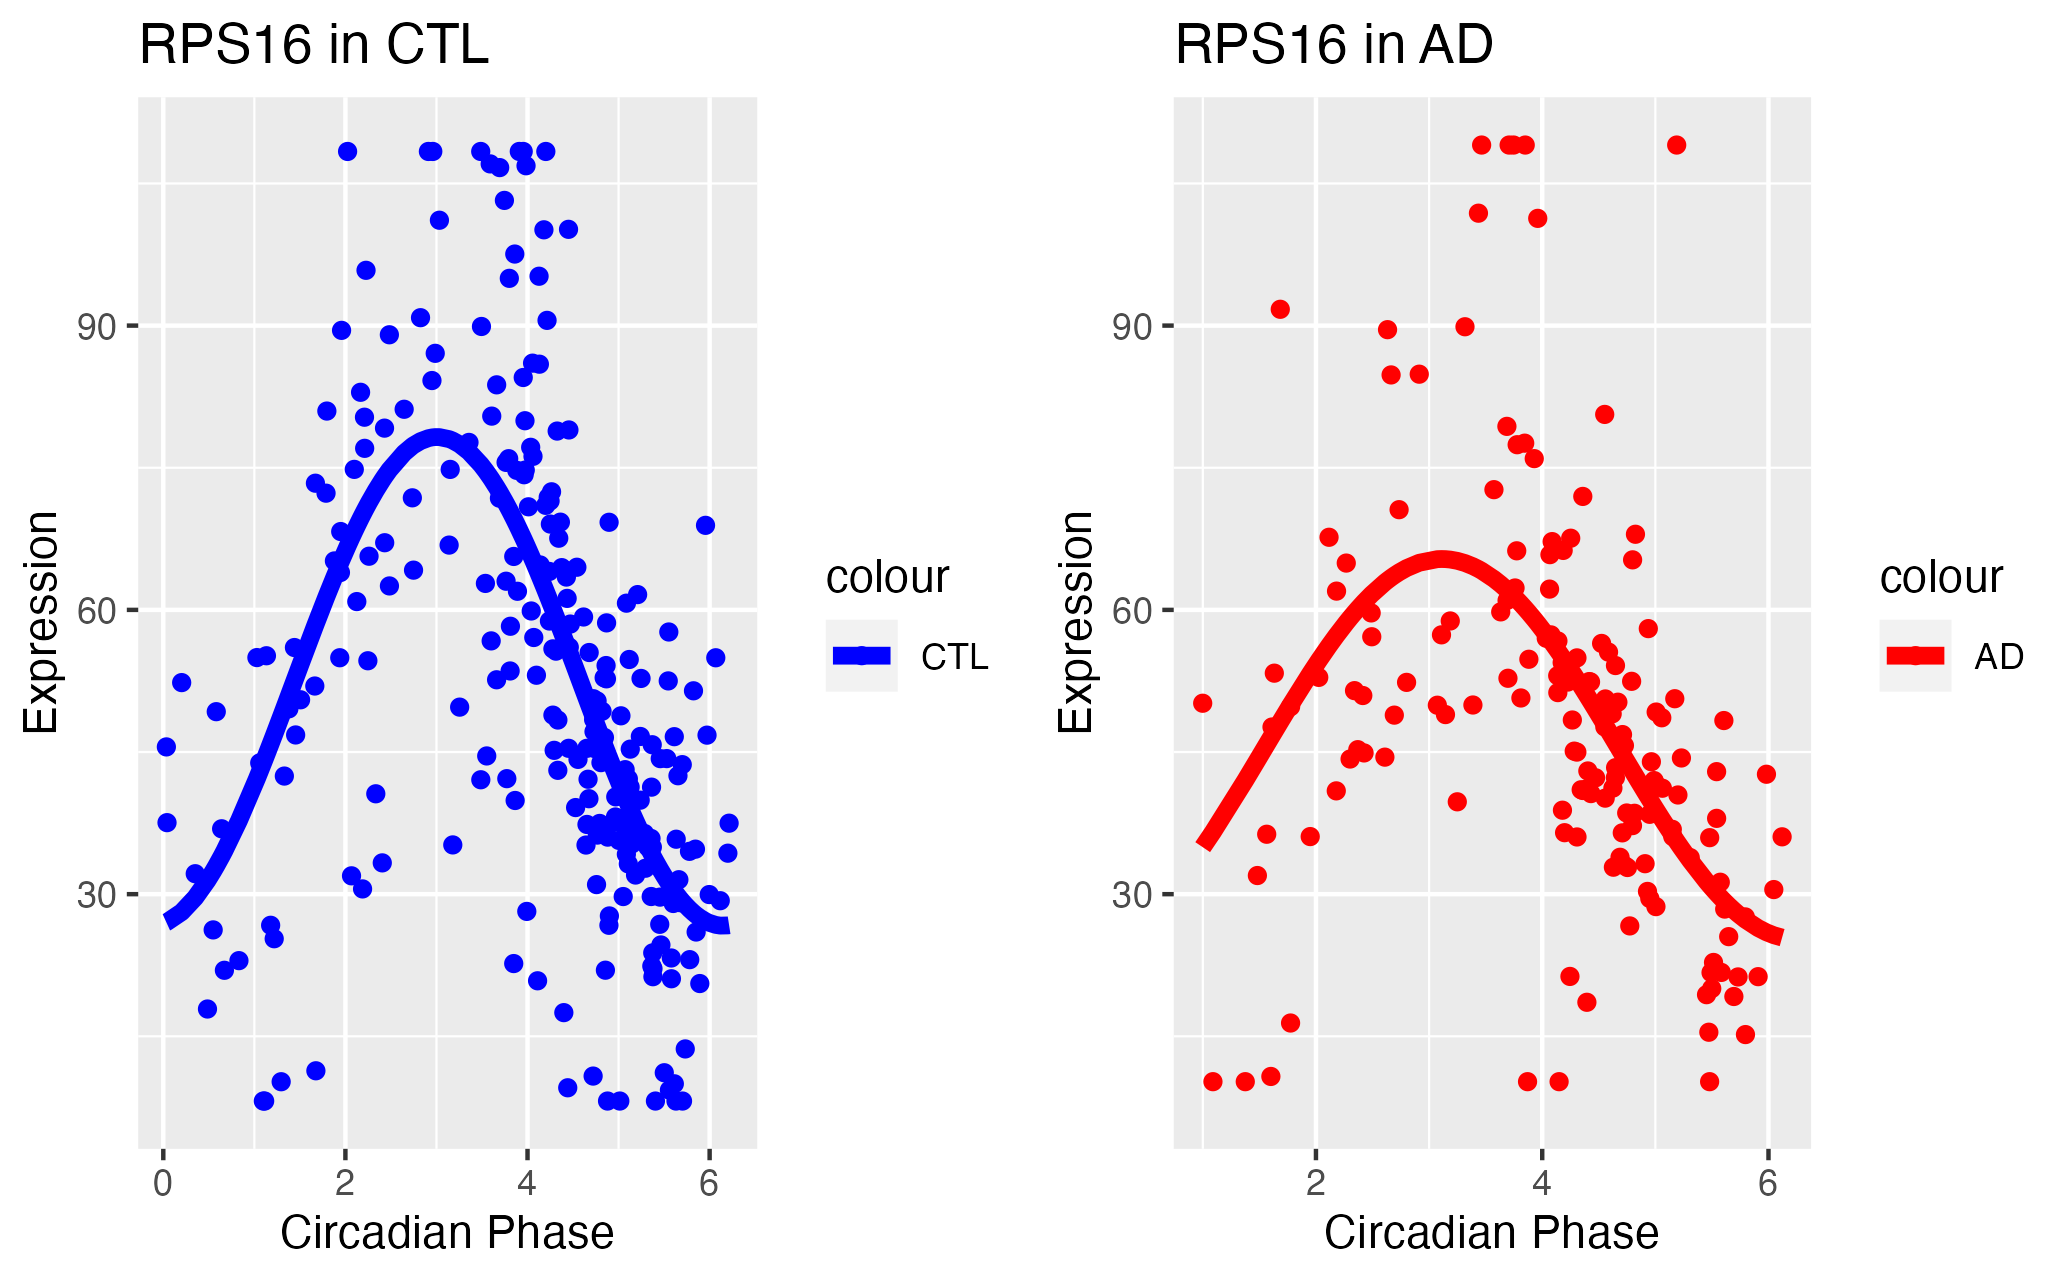 RPS16 in CTL
90
60
30
Expression
0 2 4 6
Circadian Phase
colour
CTL
RPS16 in AD
90
60
30
Expression
2 4 6
Circadian Phase
colour
AD